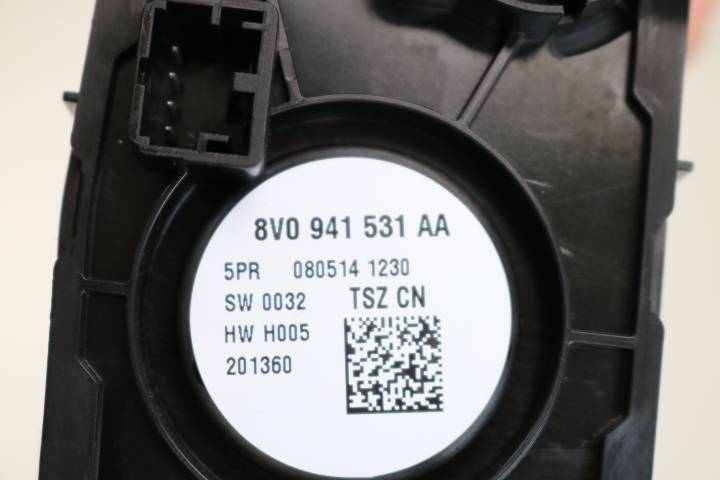 8V0 941 531 AA
5PR 080514 1230
SW 0032 TSZ CN
HW H005
201360